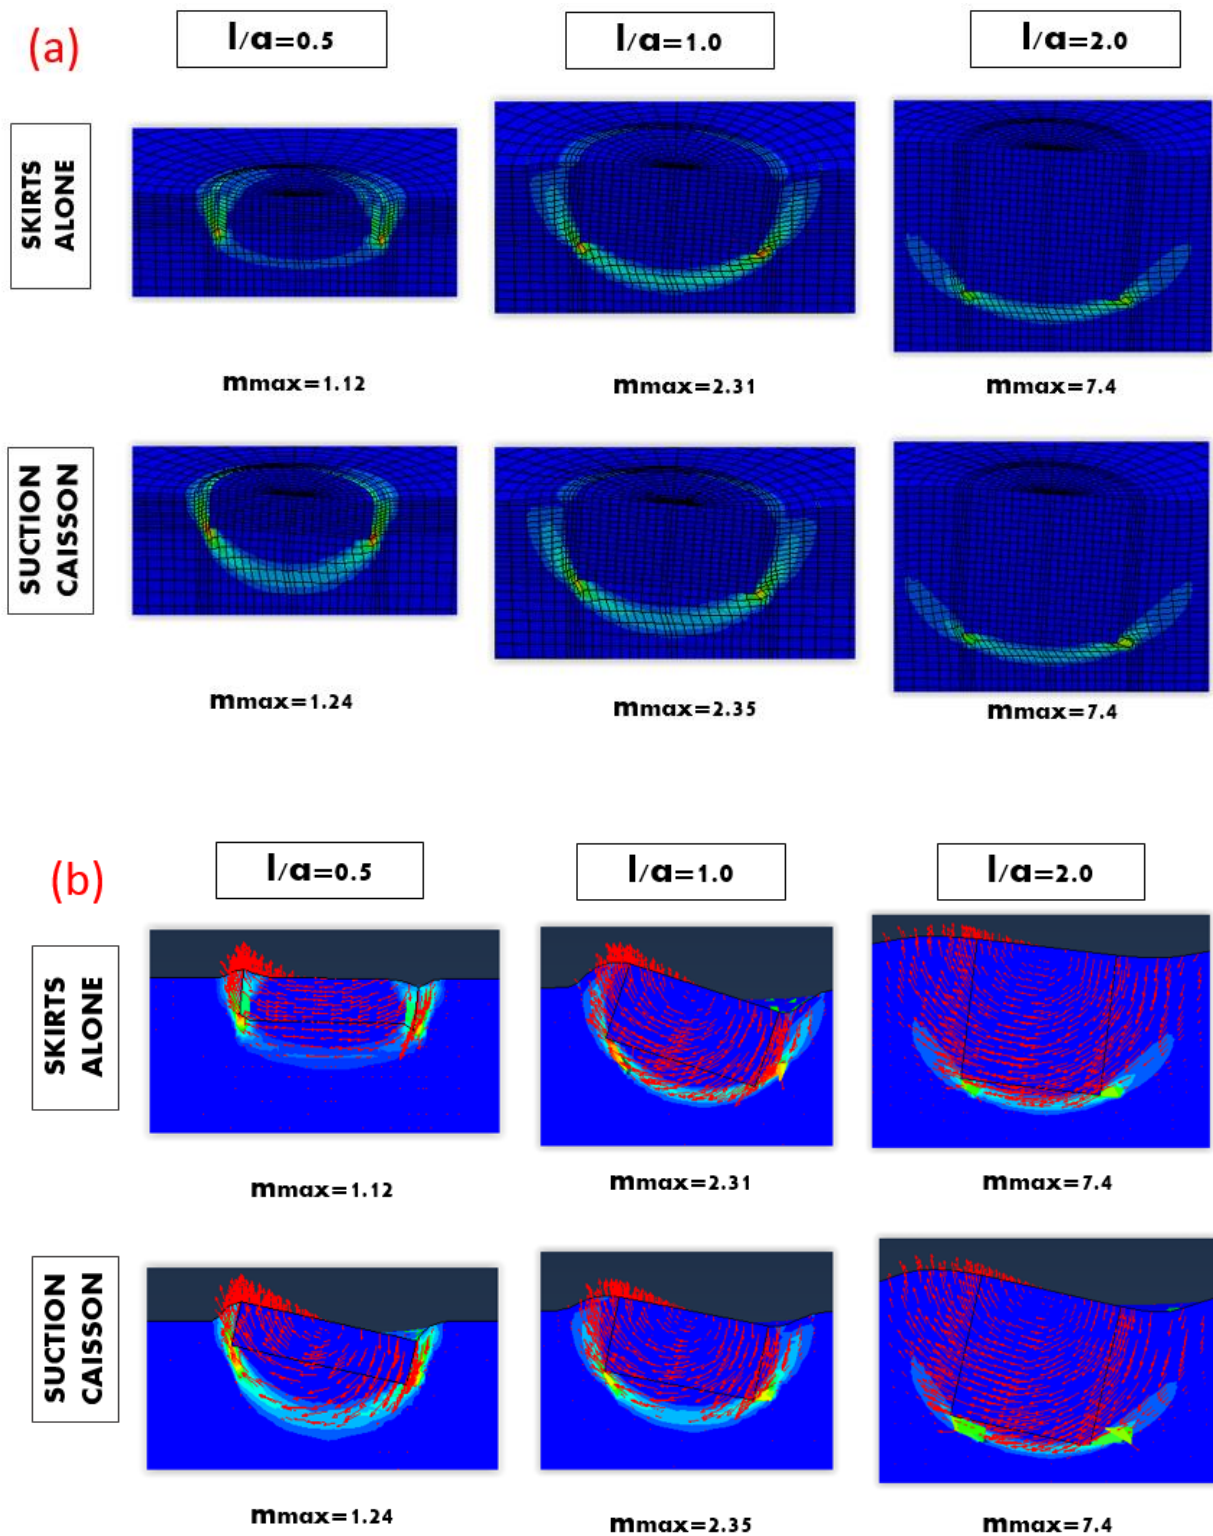 (a)
l/a=0.5
l/a=1.0
l/a=2.0
SKIRTS
ALONE
mmax=1.12
mmax=2.31
mmax=7.4
SUCTION
CAISSON
mmax=1.24
mmax=2.35
mmax=7.4
(b)
l/a=0.5
l/a=1.0
l/a=2.0
SKIRTS
ALONE
mmax=1.12
mmax=2.31
mmax=7.4
SUCTION
CAISSON
mmax=1.24
mmax=2.35
mmax=7.4